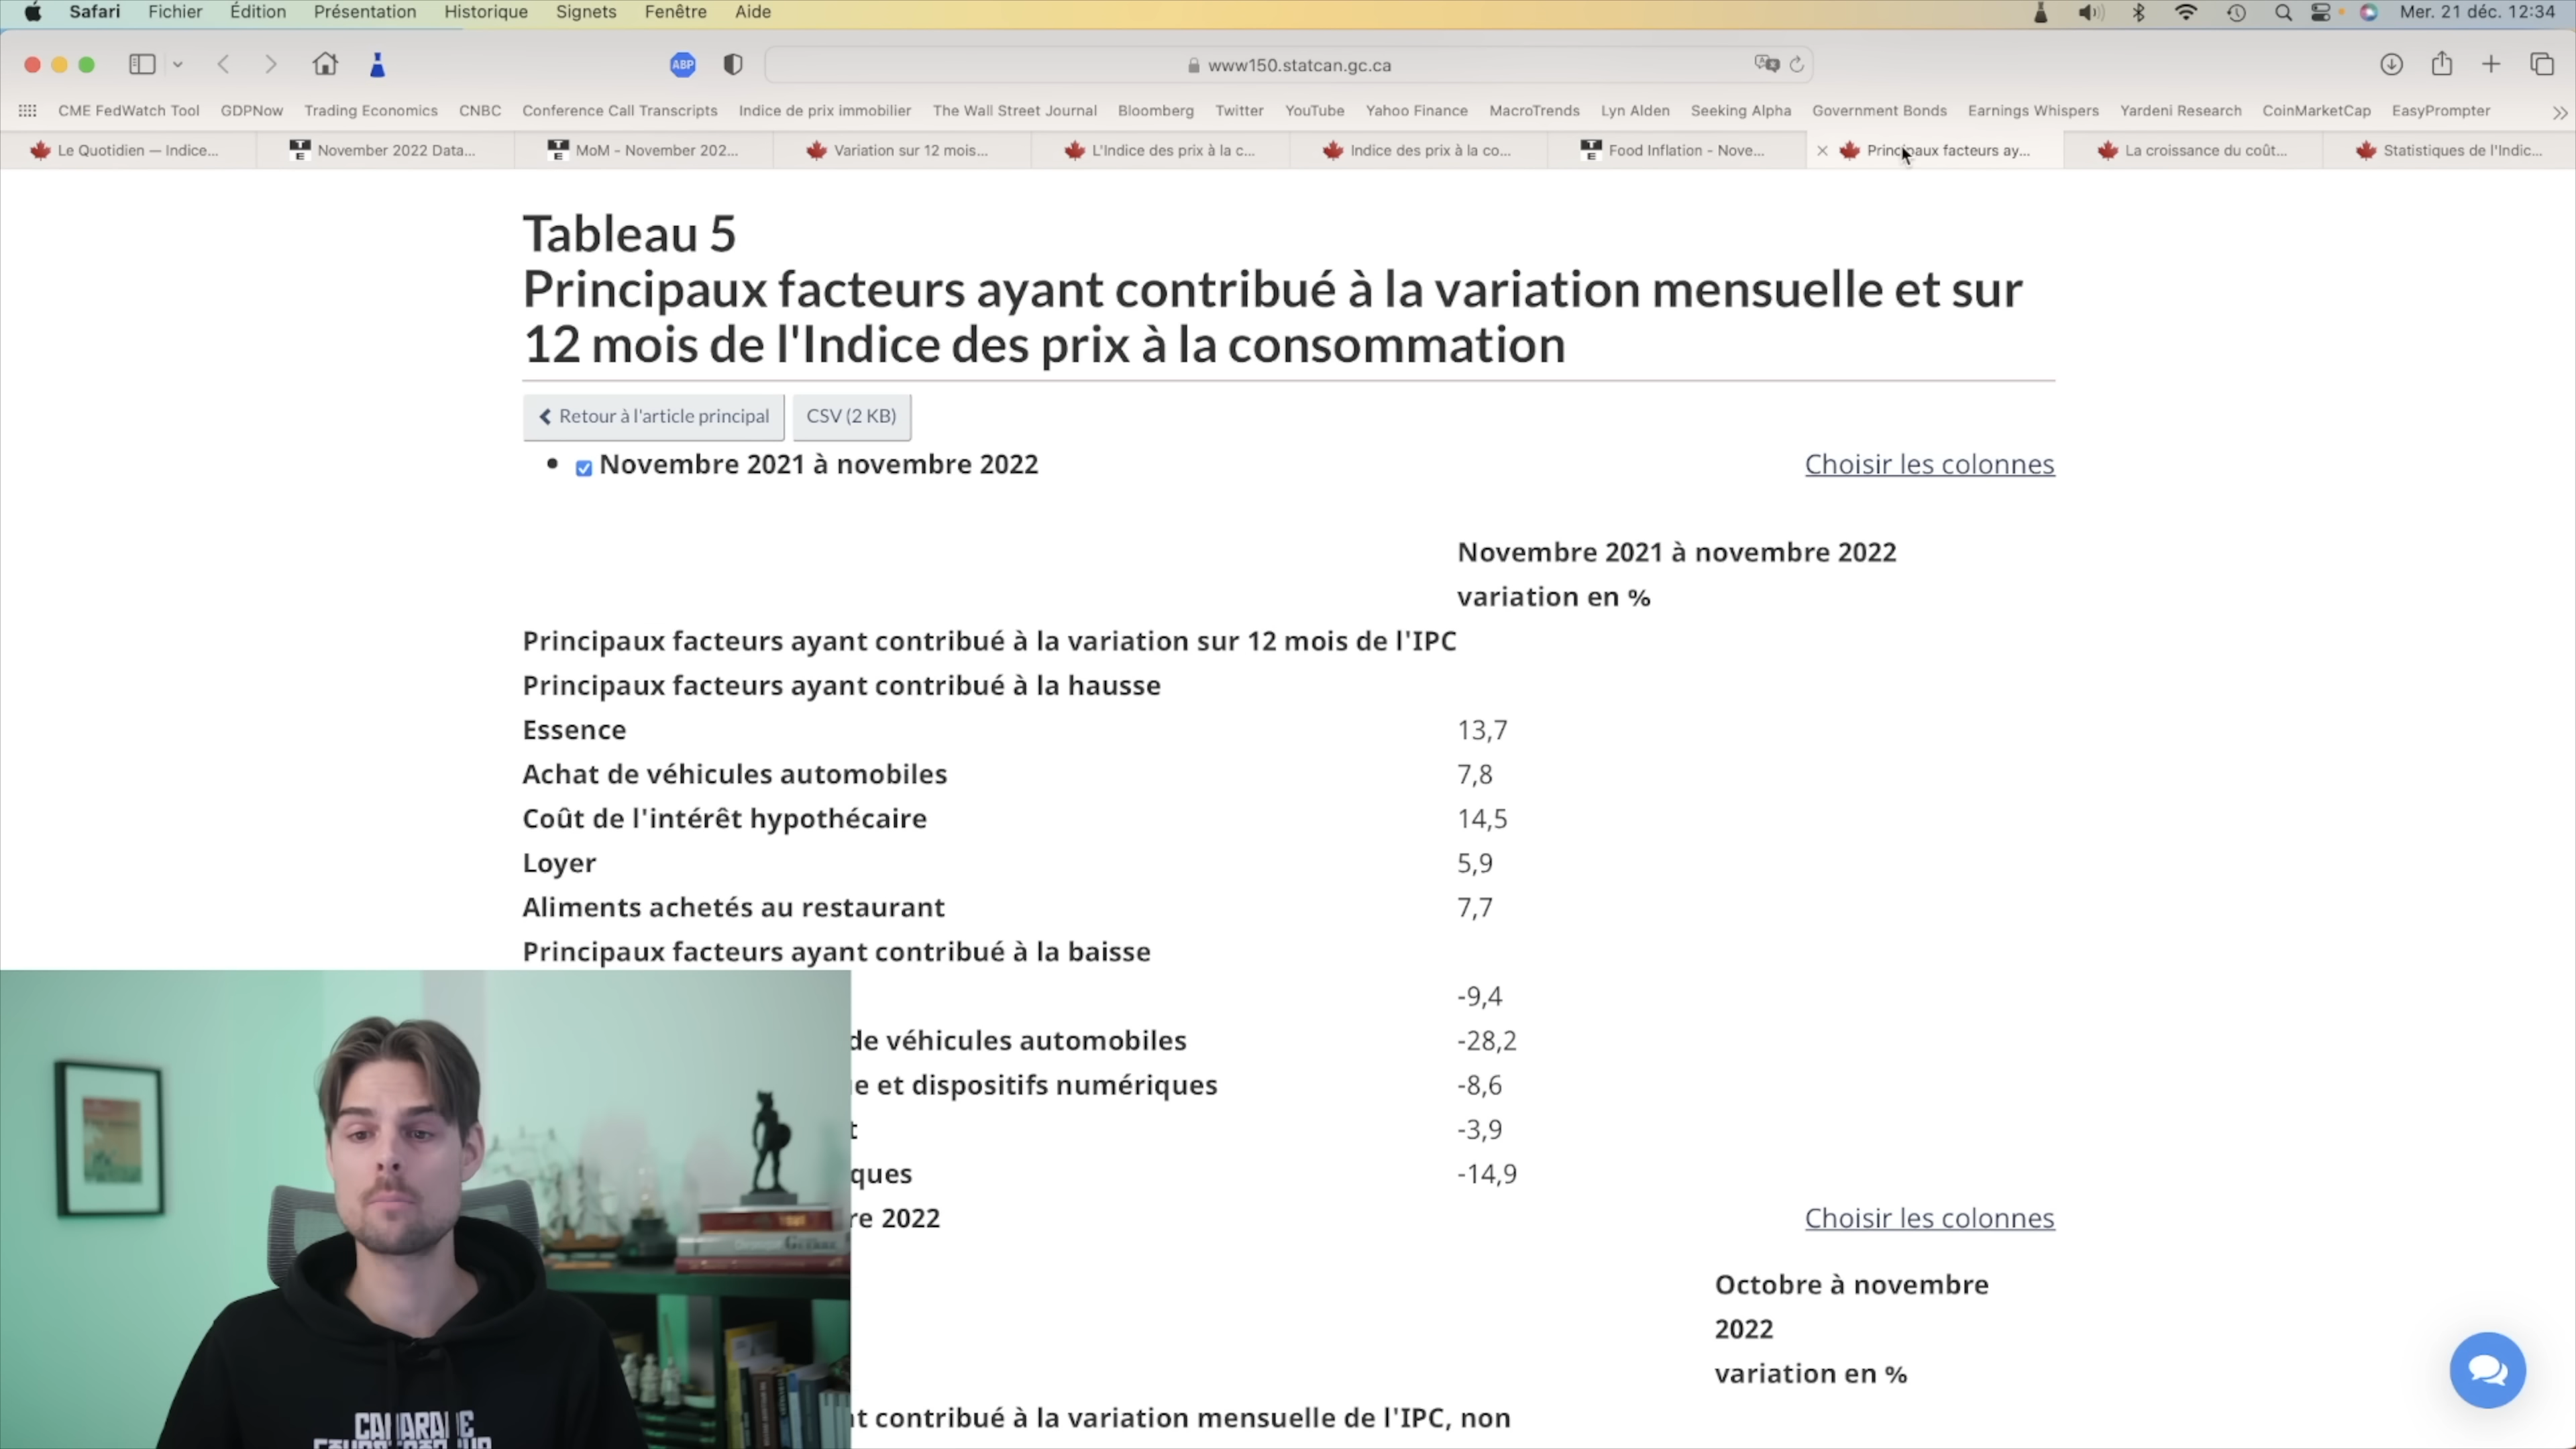 Safari Fichier Édition Présentation Historique Signets Fenêtre Aide Mer. 21 déc. 12:34
ABP www150.statcan.gc.ca
CME FedWatch Tool GDPNow Trading Economics CNBC Conference Call Transcripts Indice de prix immobilier The Wall Street Journal Bloomberg Twitter YouTube Yahoo Finance MacroTrends Lyn Alden Seeking Alpha Government Bonds Earnings Whispers Yardeni Research CoinMarketCap EasyPrompter
Le Quotidien — Indice... November 2022 Data... MoM - November 202... Variation sur 12 mois... L'Indice des prix à la c... Indice des prix à la co... Food Inflation - Nove... Principaux facteurs ay... La croissance du coût... Statistiques de l'Indic...
Tableau 5
Principaux facteurs ayant contribué à la variation mensuelle et sur
12 mois de l'Indice des prix à la consommation
Retour à l'article principal CSV (2 KB)
Novembre 2021 à novembre 2022 Choisir les colonnes
Novembre 2021 à novembre 2022
variation en %
Principaux facteurs ayant contribué à la variation sur 12 mois de l'IPC
Principaux facteurs ayant contribué à la hausse
Essence 13,7
Achat de véhicules automobiles 7,8
Coût de l'intérêt hypothécaire 14,5
Loyer 5,9
Aliments achetés au restaurant 7,7
Principaux facteurs ayant contribué à la baisse
-9,4
de véhicules automobiles -28,2
e et dispositifs numériques -8,6
t -3,9
ques -14,9
re 2022 Choisir les colonnes
Octobre à novembre
2022
variation en %
t contribué à la variation mensuelle de l'IPC, non